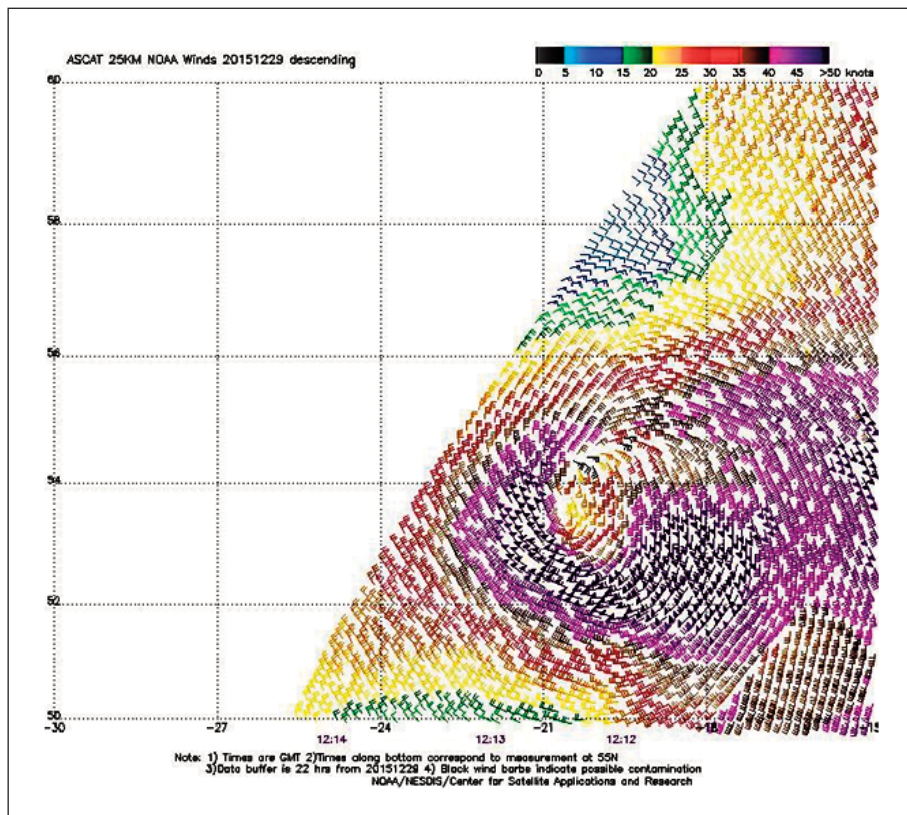 ASCAT 25KM NOAA Winds 20151229 descending
0 5 10 15 20 25 30 35 40 45 >50 knots
60
58
56
54
52
50
-30 -27 -24 -21 -18 -15
12:14 12:13 12:12
Note: 1) Times are GMT 2)Times along bottom correspond to measurement at 55N
3)Data buffer is 22 hrs from 20151229 4) Black wind barbs indicate possible contamination
NOAA/NESDIS/Center for Satellite Applications and Research